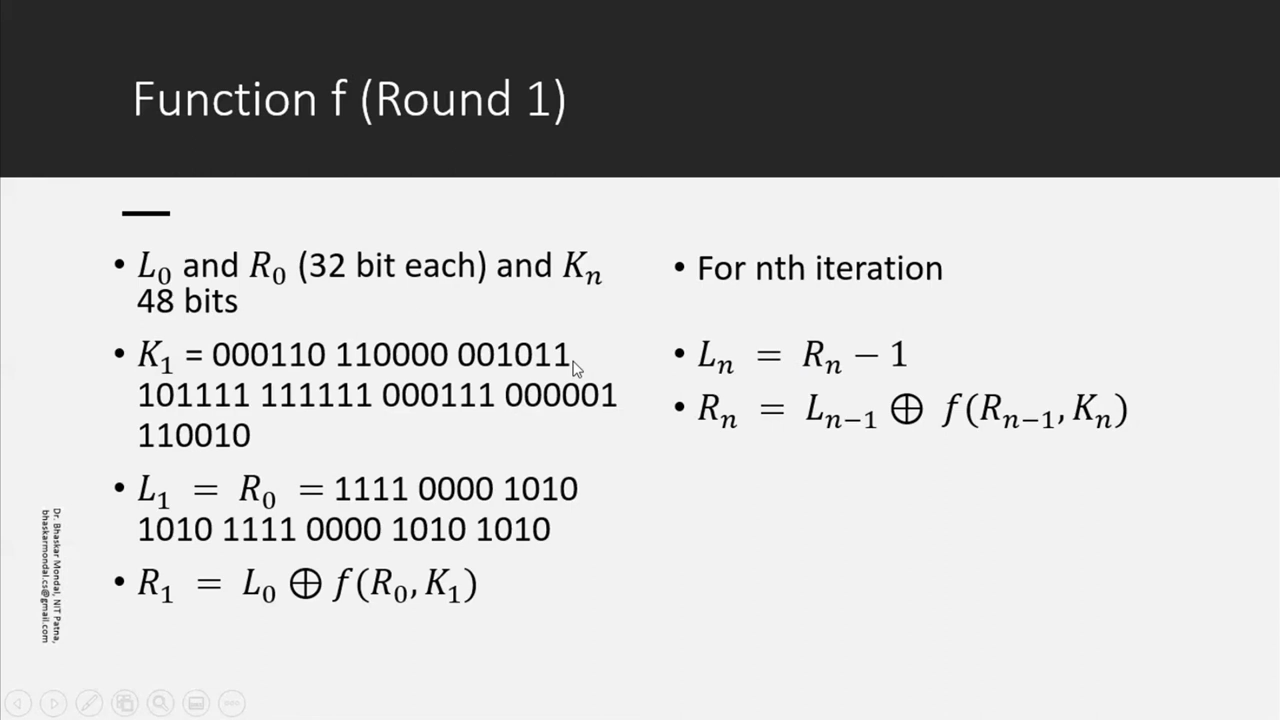 Function f (Round 1)
• L₀ and R₀ (32 bit each) and Kₙ
48 bits
• K₁ = 000110 110000 001011
101111 111111 000111 000001
110010
• L₁ = R₀ = 1111 0000 1010
1010 1111 0000 1010 1010
• R₁ = L₀ ⊕ f(R₀, K₁)
• For nth iteration
• Lₙ = Rₙ − 1
• Rₙ = Lₙ₋₁ ⊕ f(Rₙ₋₁, Kₙ)
Dr. Bhaskar Mondal, NIT Patna,
bhaskarmondal.cs@gmail.com